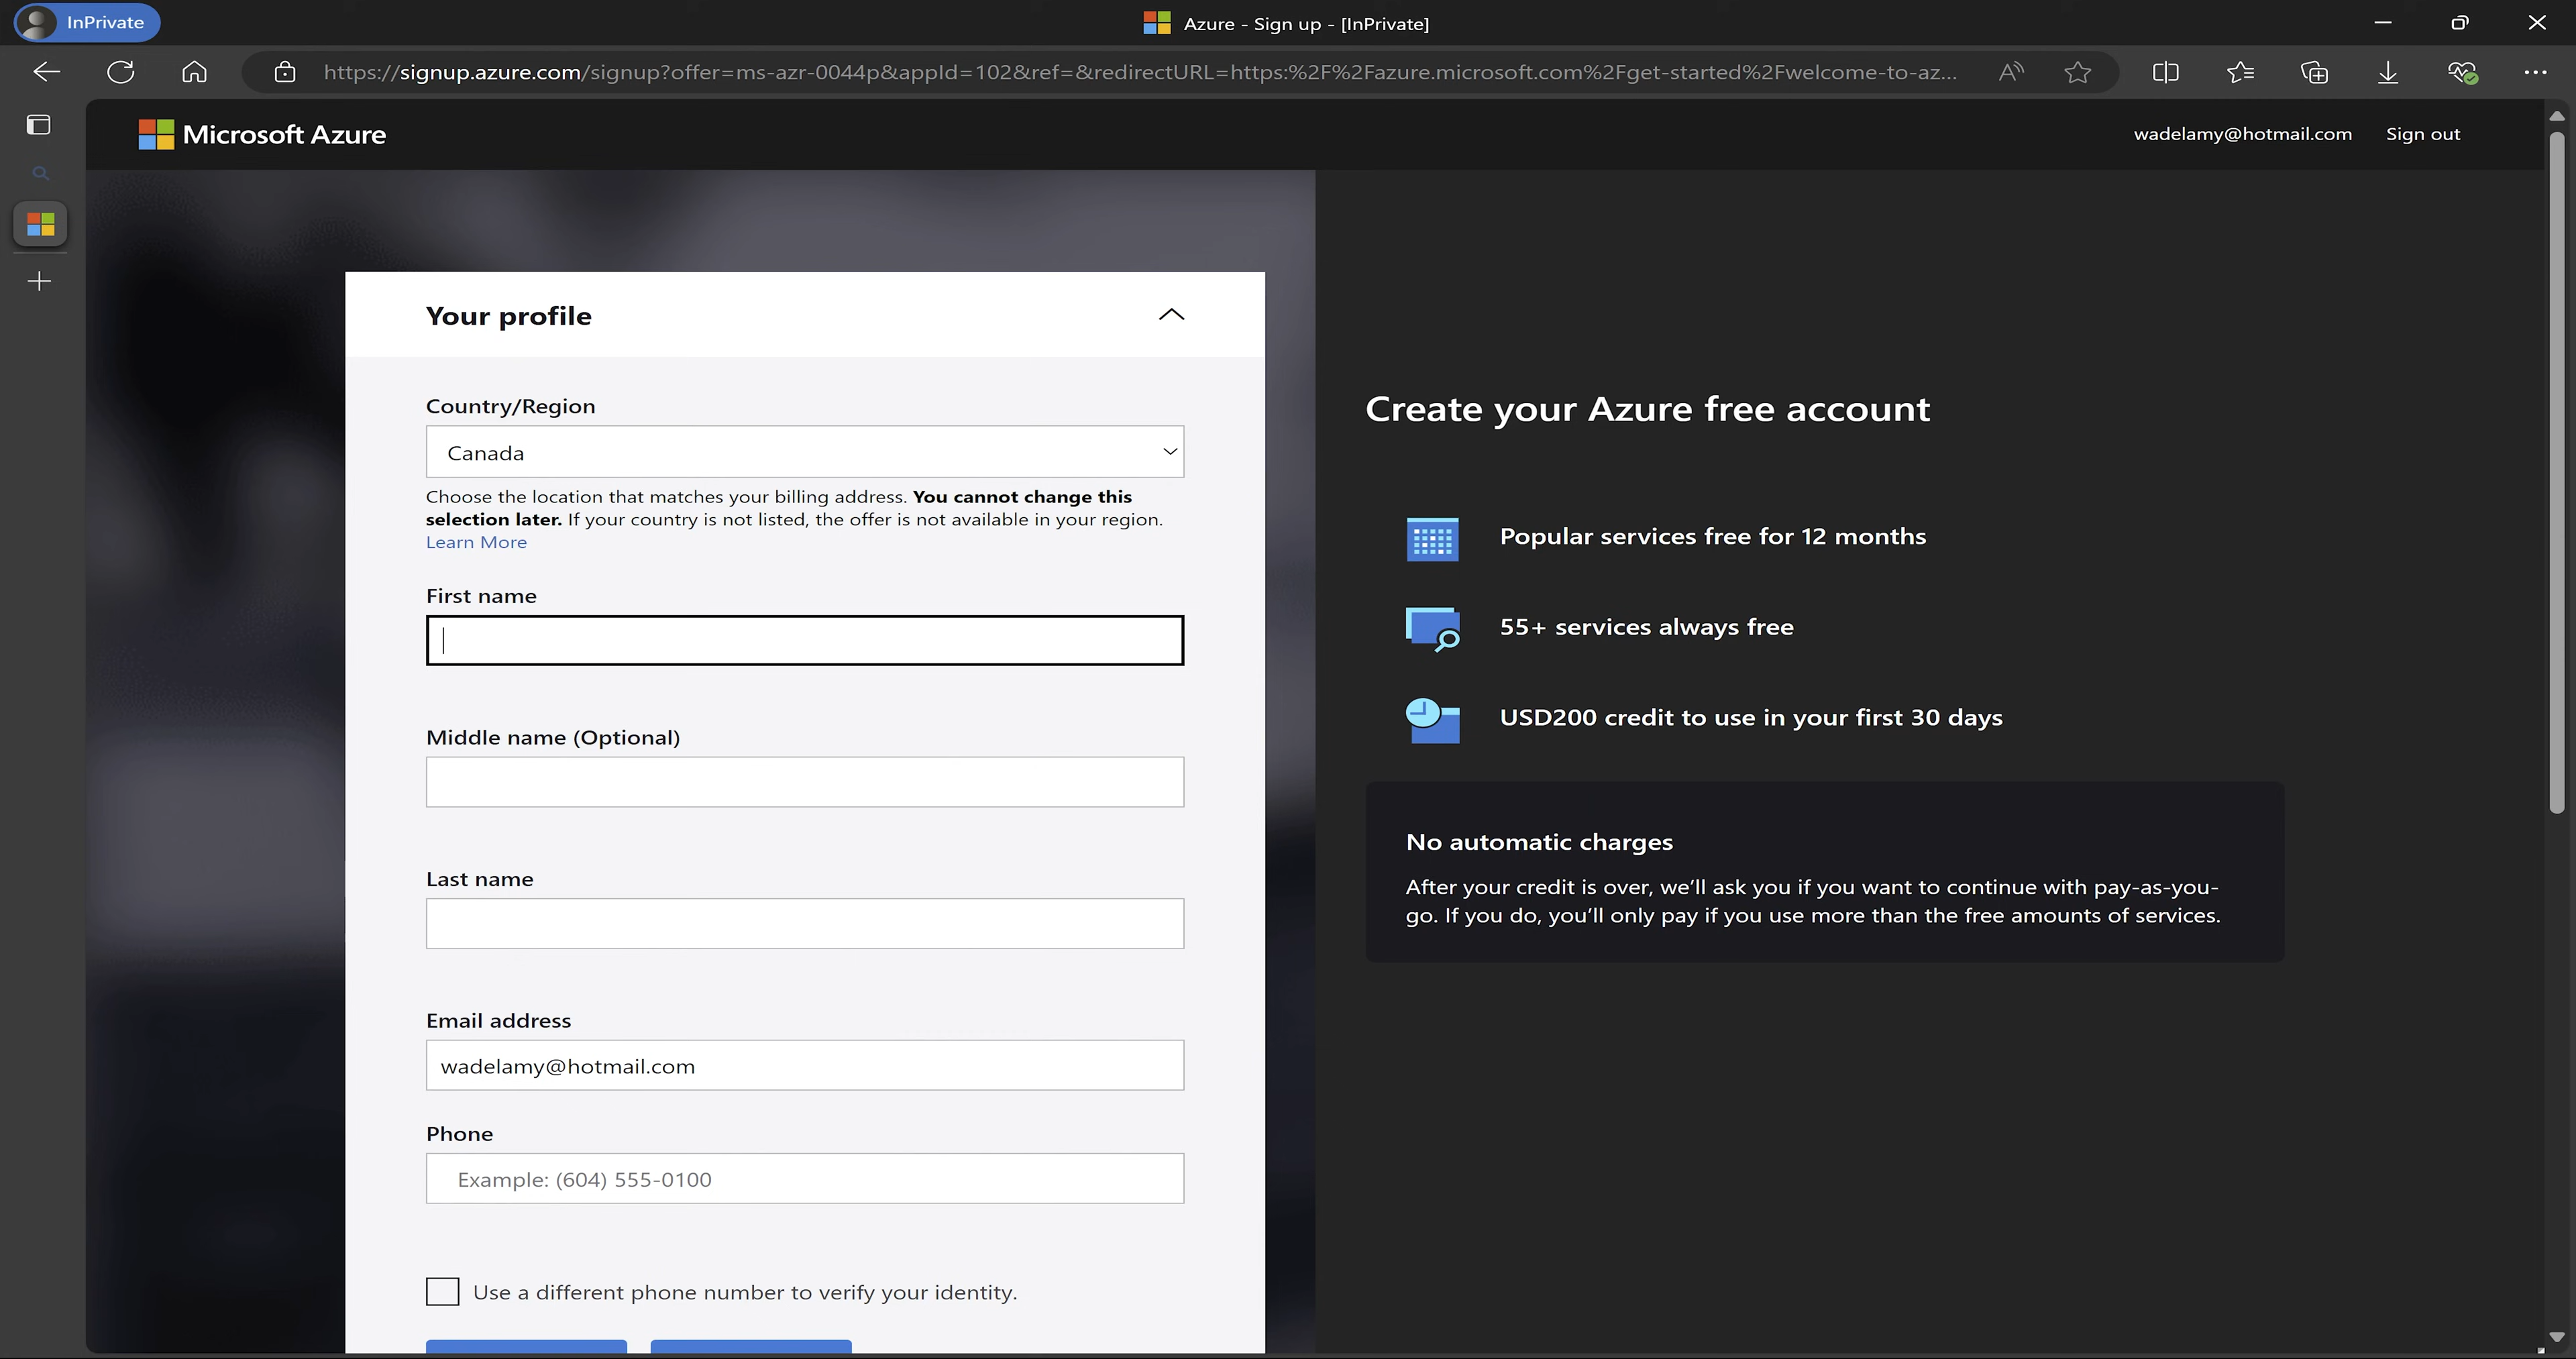 InPrivate
Azure - Sign up - [InPrivate]
https://signup.azure.com/signup?offer=ms-azr-0044p&appId=102&ref=&redirectURL=https:%2F%2Fazure.microsoft.com%2Fget-started%2Fwelcome-to-az...
Microsoft Azure
wadelamy@hotmail.com Sign out
Your profile
Country/Region
Canada
Choose the location that matches your billing address. You cannot change this
selection later. If your country is not listed, the offer is not available in your region.
Learn More
First name
Middle name (Optional)
Last name
Email address
wadelamy@hotmail.com
Phone
Example: (604) 555-0100
Use a different phone number to verify your identity.
Create your Azure free account
Popular services free for 12 months
55+ services always free
USD200 credit to use in your first 30 days
No automatic charges
After your credit is over, we'll ask you if you want to continue with pay-as-you-
go. If you do, you'll only pay if you use more than the free amounts of services.